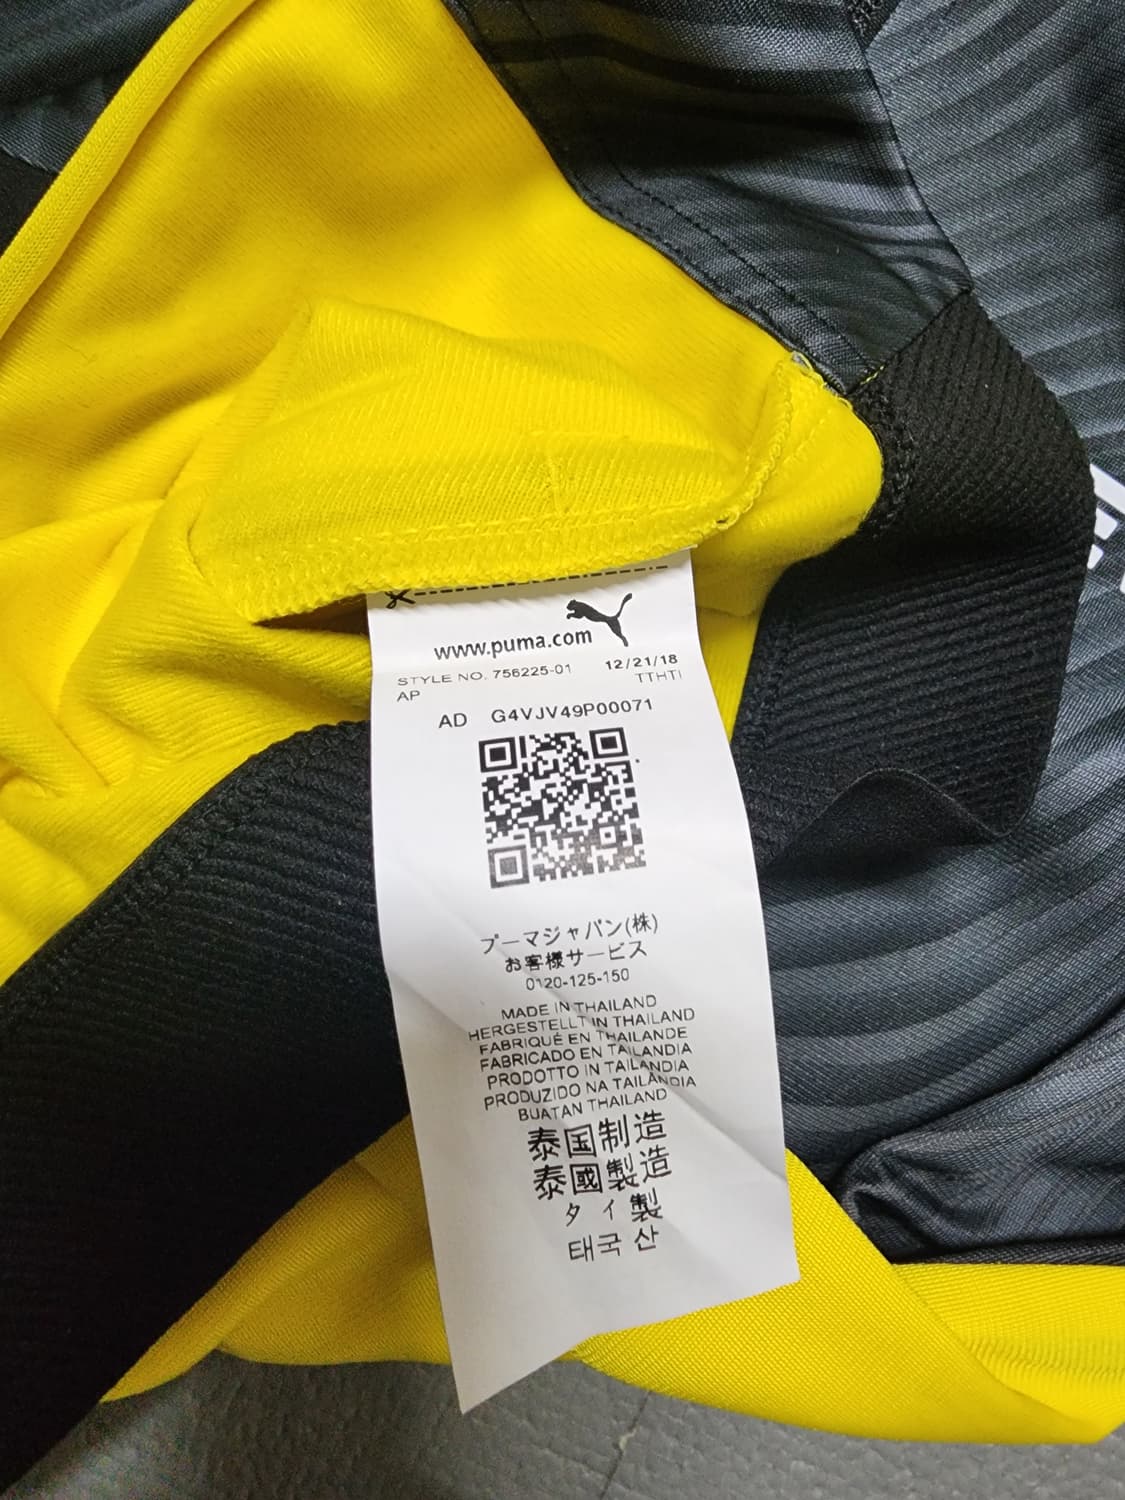 www.puma.com
STYLE NO. 756225-01 12/21/18
AP TTHTI
AD G4VJV49P00071
プーマジャパン(株)
お客様サービス
0120-125-150
MADE IN THAILAND
HERGESTELLT IN THAILAND
FABRIQUÉ EN THAILANDE
FABRICADO EN TAILANDIA
PRODOTTO IN TAILANDIA
PRODUZIDO NA TAILÂNDIA
BUATAN THAILAND
泰国制造
泰國製造
タイ製
태국 산